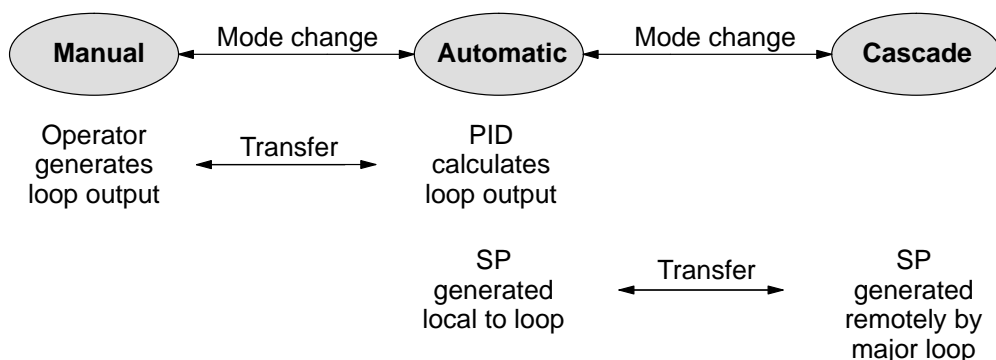 Manual
Mode change
Automatic
Mode change
Cascade
Operator
generates
loop output
Transfer
PID
calculates
loop output
SP
generated
local to loop
Transfer
SP
generated
remotely by
major loop